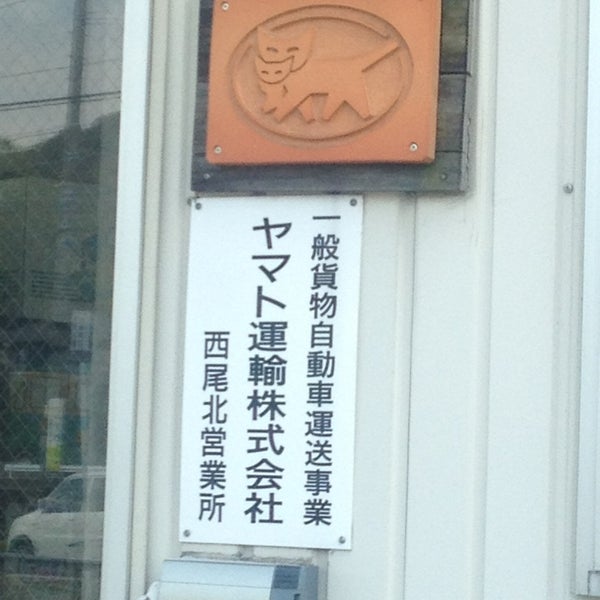 一般貨物自動車運送事業
ヤマト運輸株式会社
西尾北営業所